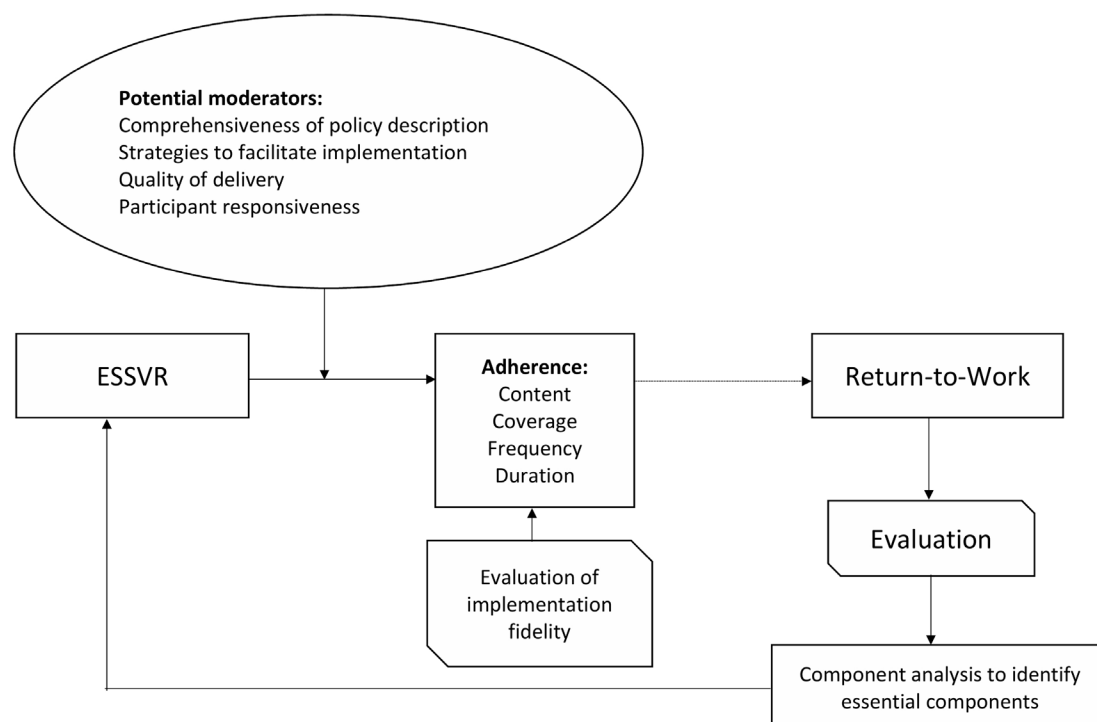 Potential moderators:
Comprehensiveness of policy description
Strategies to facilitate implementation
Quality of delivery
Participant responsiveness
ESSVR
Adherence:
Content
Coverage
Frequency
Duration
Return-to-Work
Evaluation
Evaluation of
implementation
fidelity
Component analysis to identify
essential components